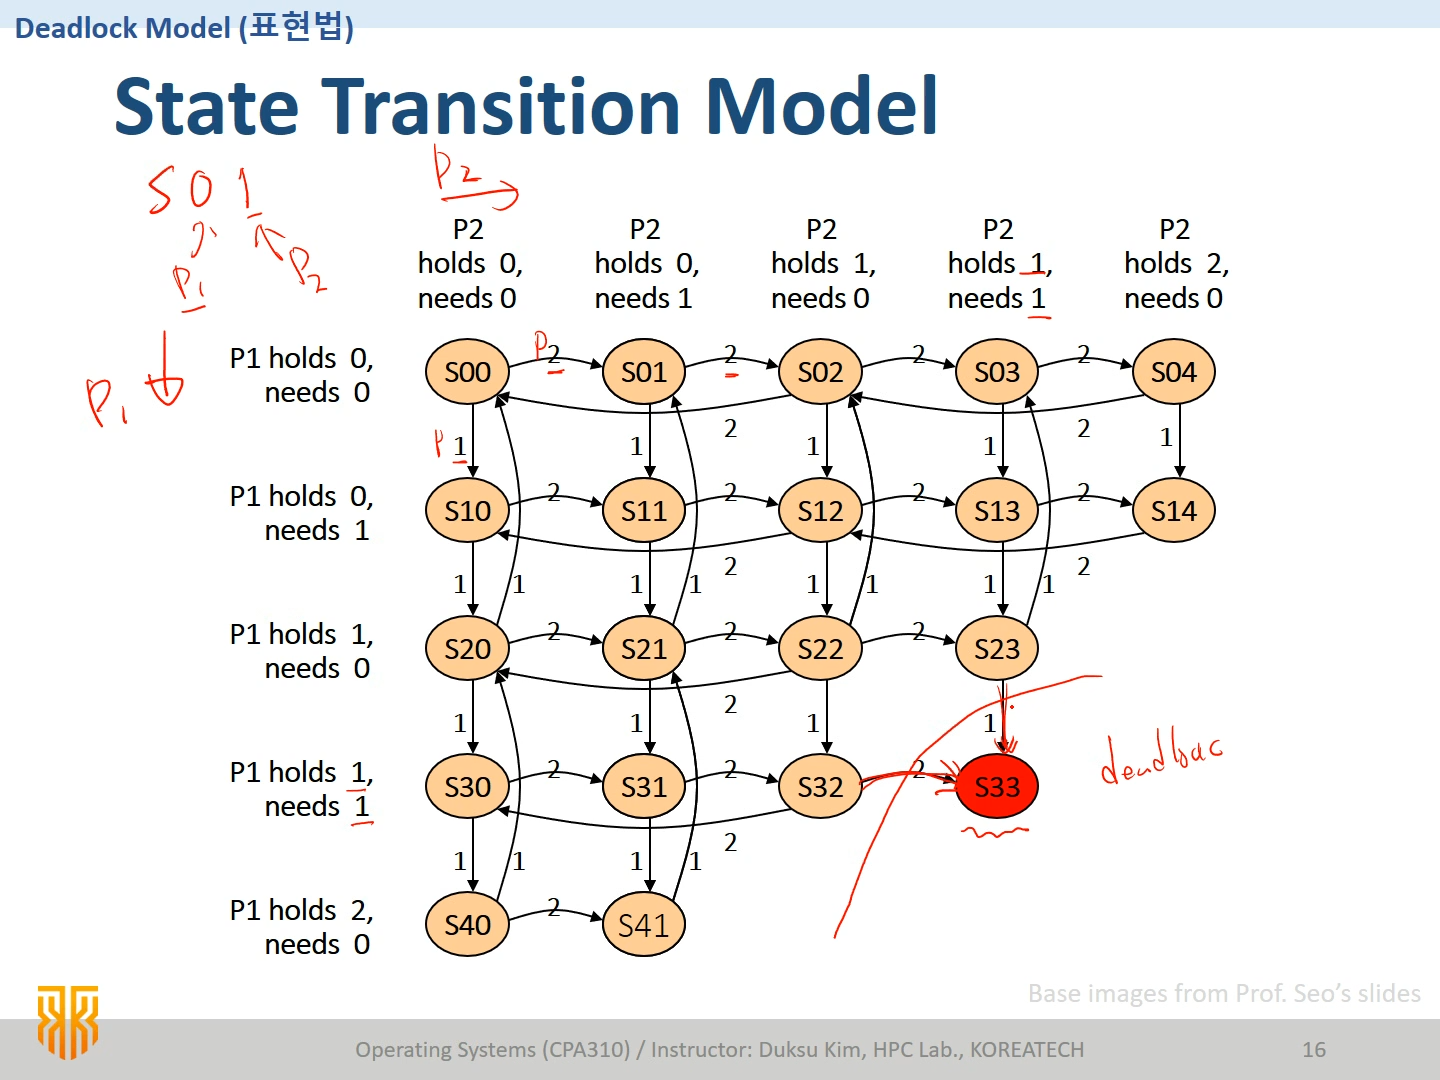 Deadlock Model (표현법)
State Transition Model
S 0 1
P2
P1
P2
P1
P2 holds 0, needs 0
P2 holds 0, needs 1
P2 holds 1, needs 0
P2 holds 1, needs 1
P2 holds 2, needs 0
P1 holds 0, needs 0
S00 2 S01 2 S02 2 S03 2 S04
P
2 2
P
1 1 1 1 1
P1 holds 0, needs 1
S10 2 S11 2 S12 2 S13 2 S14
2 2
1 1 1 1 1 1 1 1
P1 holds 1, needs 0
S20 2 S21 2 S22 2 S23
2
1 1 1 1
P1 holds 1, needs 1
S30 2 S31 2 S32 2 S33
2
1 1 1 1
P1 holds 2, needs 0
S40 2 S41
Base images from Prof. Seo's slides
Operating Systems (CPA310) / Instructor: Duksu Kim, HPC Lab., KOREATECH
16